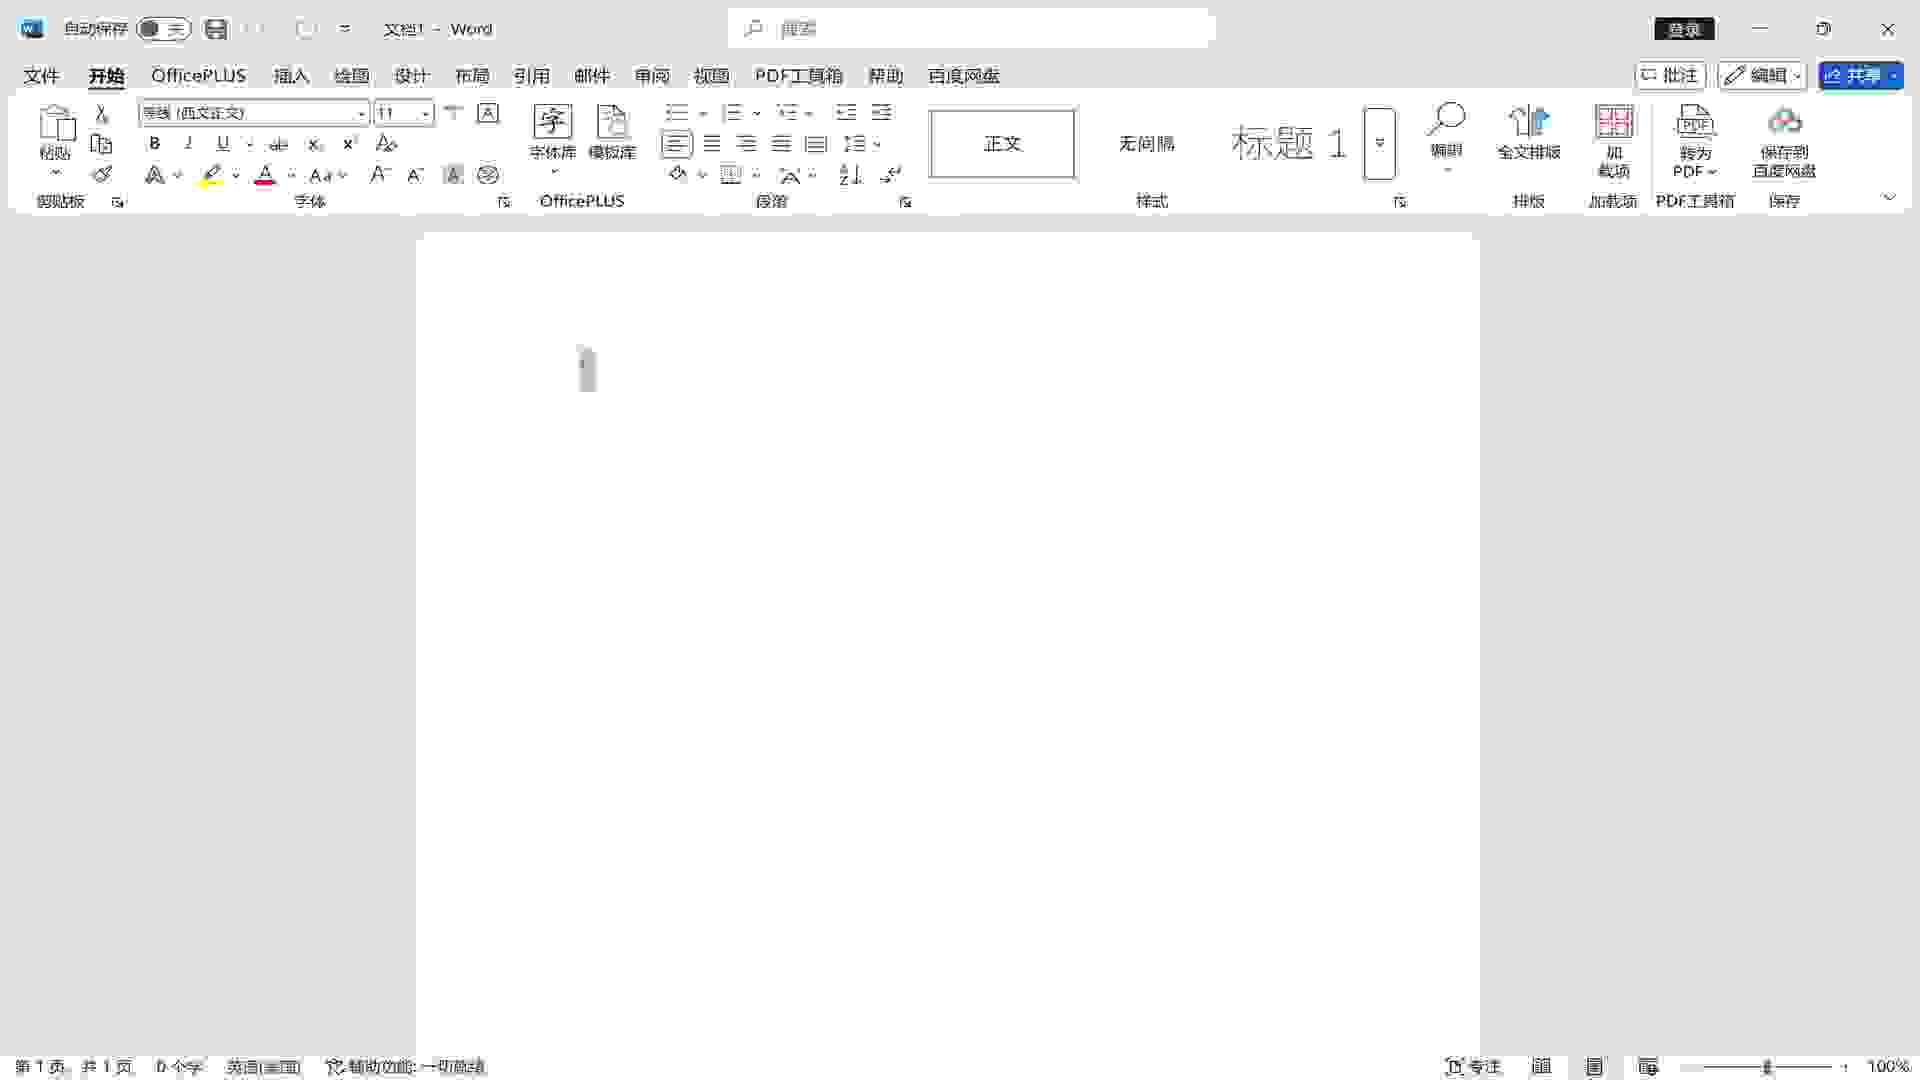 自动保存 关 文档1 - Word 搜索 登录
文件 开始 OfficePLUS 插入 绘图 设计 布局 引用 邮件 审阅 视图 PDF工具箱 帮助 百度网盘 批注 编辑 共享
等线 (西文正文) 11
粘贴 B I U ab x₂ x² A 字体库 模板库 正文 无间隔 标题 1 编辑 全文排版 加载项 转为PDF 保存到百度网盘
A A Aa A A A
剪贴板 字体 OfficePLUS 段落 样式 排版 加载项 PDF工具箱 保存
第 1 页, 共 1 页 0 个字 英语(美国) 辅助功能: 一切就绪 专注 100%